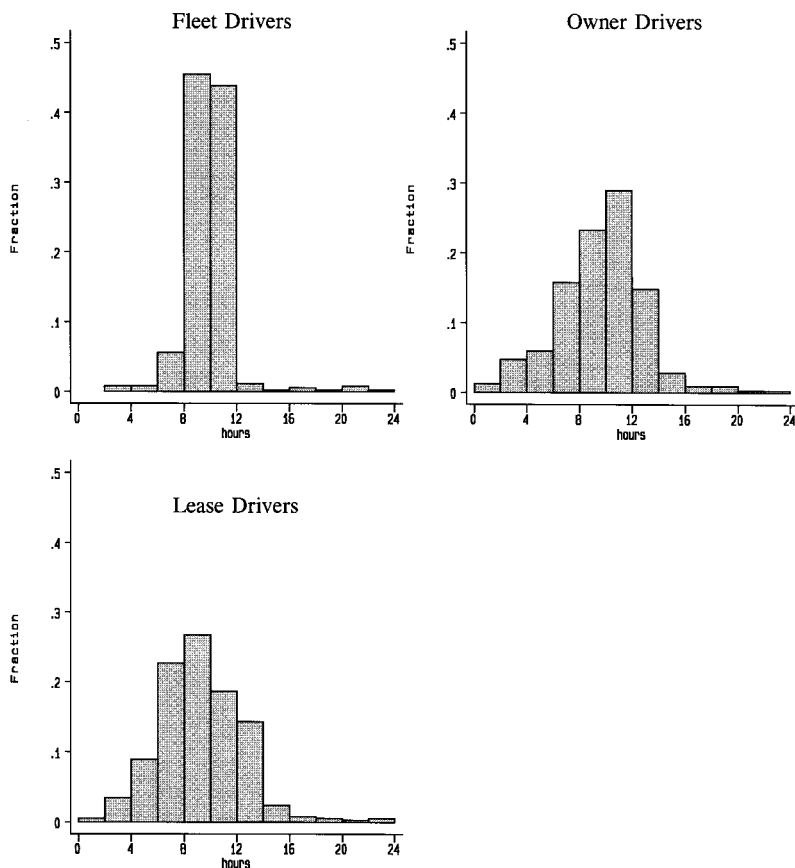 Fleet Drivers
.5
.4
.3
.2
.1
0
Fraction
0 4 8 12 16 20 24
hours
Owner Drivers
.5
.4
.3
.2
.1
0
Fraction
0 4 8 12 16 20 24
hours
Lease Drivers
.5
.4
.3
.2
.1
0
Fraction
0 4 8 12 16 20 24
hours